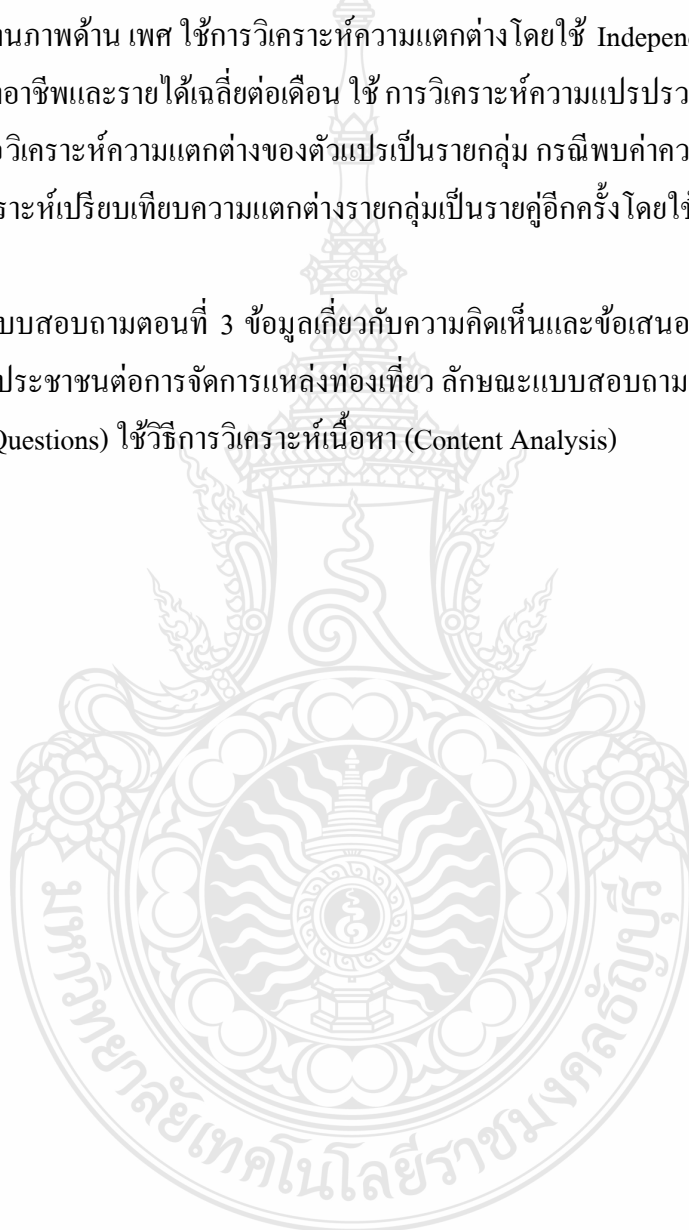 านภาพด้าน เพศ ใช้การวิเคราะห์ความแตกต่างโดยใช้ Independ
าอาชีพและรายได้เฉลี่ยต่อเดือน ใช้ การวิเคราะห์ความแปรปรว
อวิเคราะห์ความแตกต่างของตัวแปรเป็นรายกลุ่ม กรณีพบค่าคว
ราะห์เปรียบเทียบความแตกต่างรายกลุ่มเป็นรายคู่อีกครั้งโดยใช้
บบสอบถามตอนที่ 3 ข้อมูลเกี่ยวกับความคิดเห็นและข้อเสนอ
ประชาชนต่อการจัดการแหล่งท่องเที่ยว ลักษณะแบบสอบถาม
Questions) ใช้วิธีการวิเคราะห์เนื้อหา (Content Analysis)
มหาวิทยาลัยเทคโนโลยีราชมงคลธัญบุรี